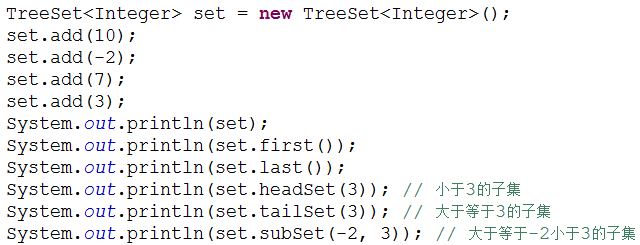 TreeSet<Integer> set = new TreeSet<Integer>();
set.add(10);
set.add(-2);
set.add(7);
set.add(3);
System.out.println(set);
System.out.println(set.first());
System.out.println(set.last());
System.out.println(set.headSet(3)); // 小于3的子集
System.out.println(set.tailSet(3)); // 大于等于3的子集
System.out.println(set.subSet(-2, 3)); // 大于等于-2小于3的子集